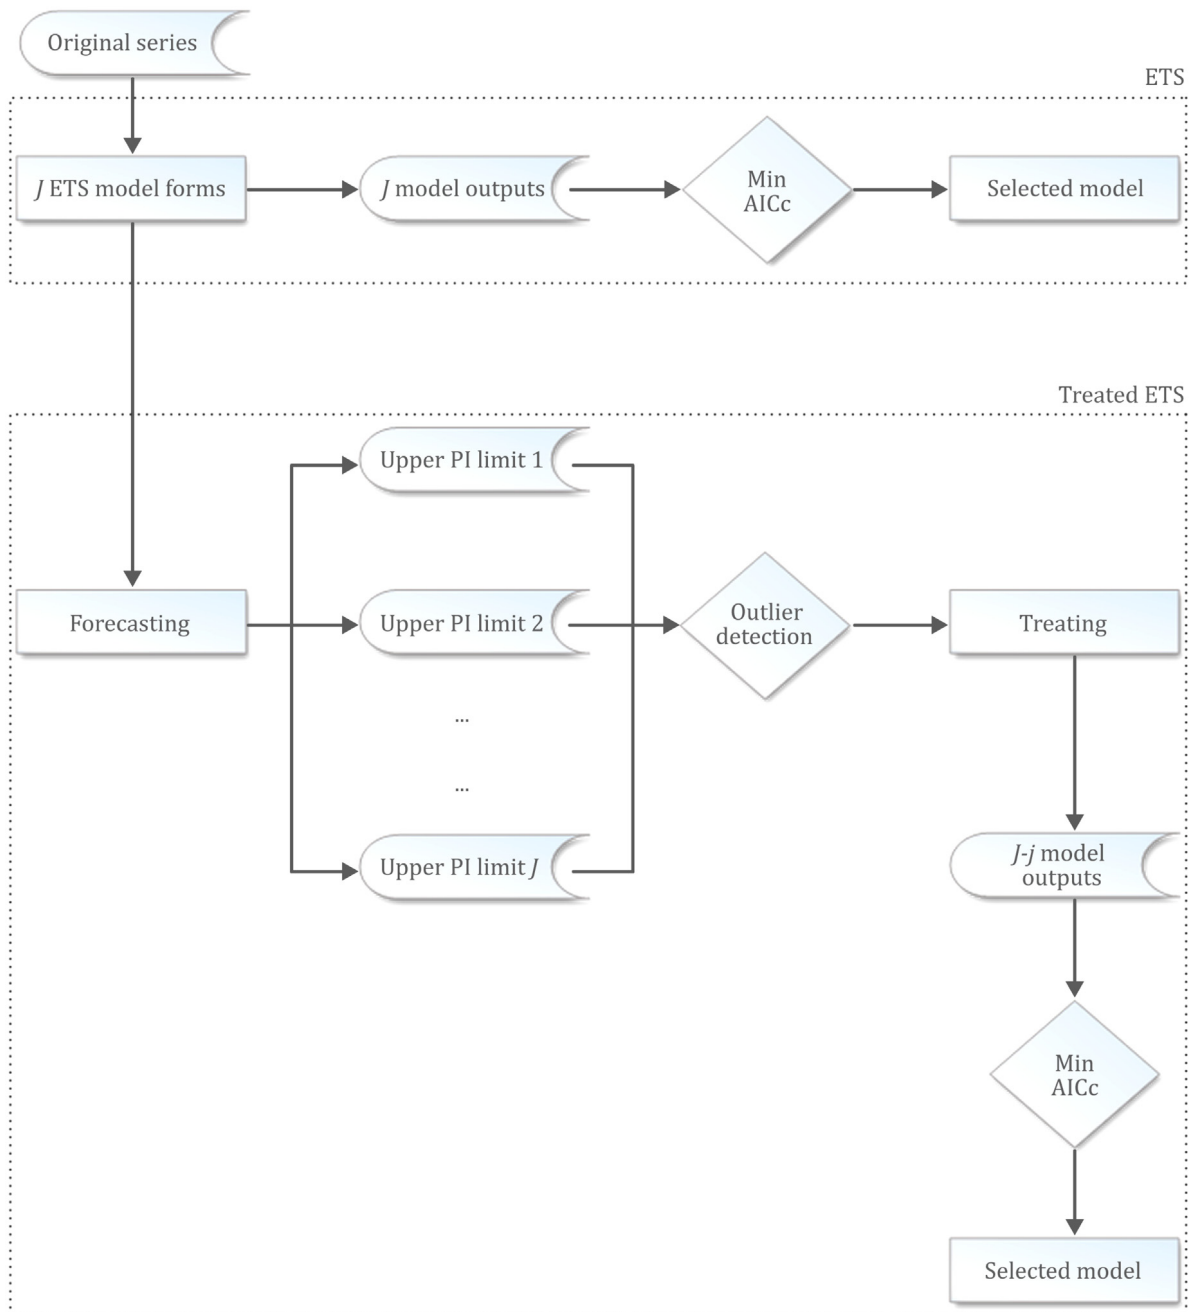 Original series
ETS
J ETS model forms
J model outputs
Min
AICc
Selected model
Treated ETS
Upper PI limit 1
Forecasting
Upper PI limit 2
Outlier
detection
Treating
...
...
Upper PI limit J
J-j model
outputs
Min
AICc
Selected model